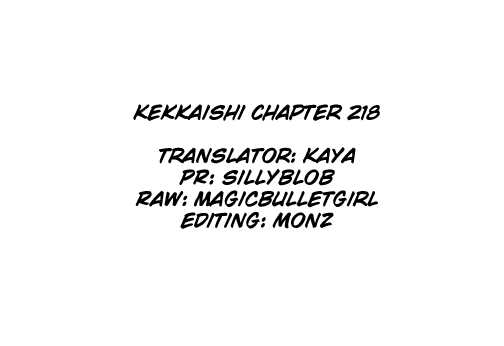 KEKKAISHI CHAPTER 218
TRANSLATOR: KAYA
PR: SILLYBLOB
RAW: MAGICBULLETGIRL
EDITING: MONZ